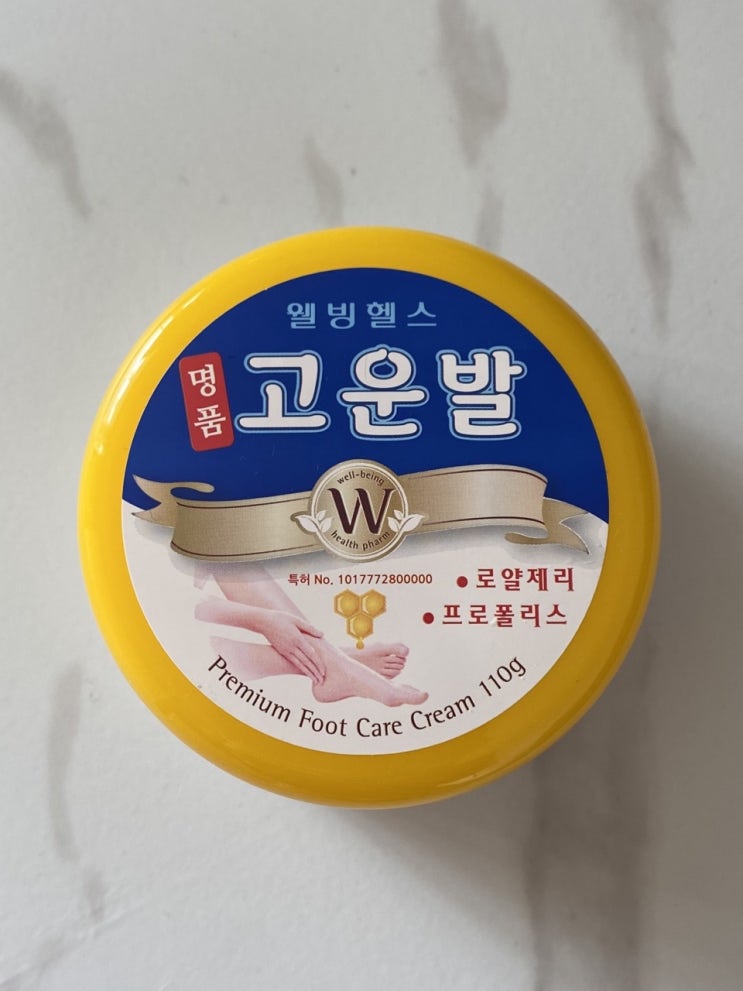 웰빙헬스
명품
고운발
well-being
W
health pharm
특허 No. 1017772800000
• 로얄제리
• 프로폴리스
Premium Foot Care Cream 110g